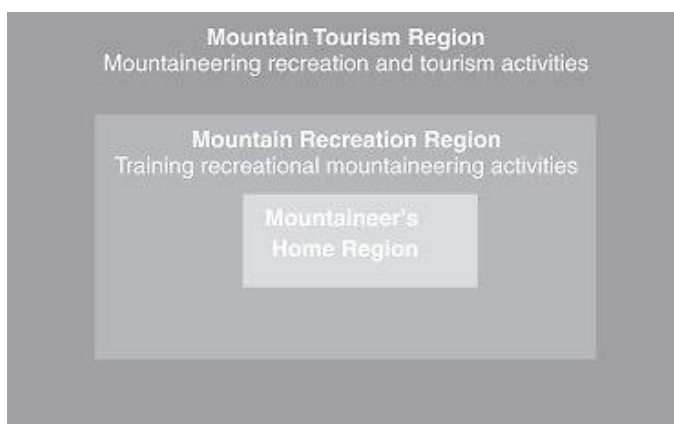 Mountain Tourism Region
Mountaineering recreation and tourism activities
Mountain Recreation Region
Training recreational mountaineering activities
Mountaineer's
Home Region